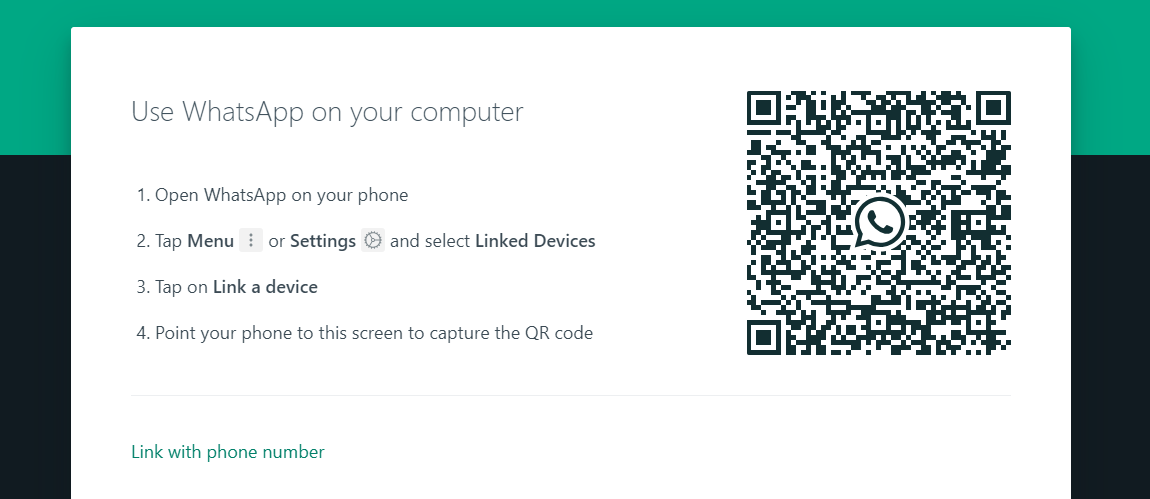 Use WhatsApp on your computer
1. Open WhatsApp on your phone
2. Tap Menu or Settings and select Linked Devices
3. Tap on Link a device
4. Point your phone to this screen to capture the QR code
Link with phone number